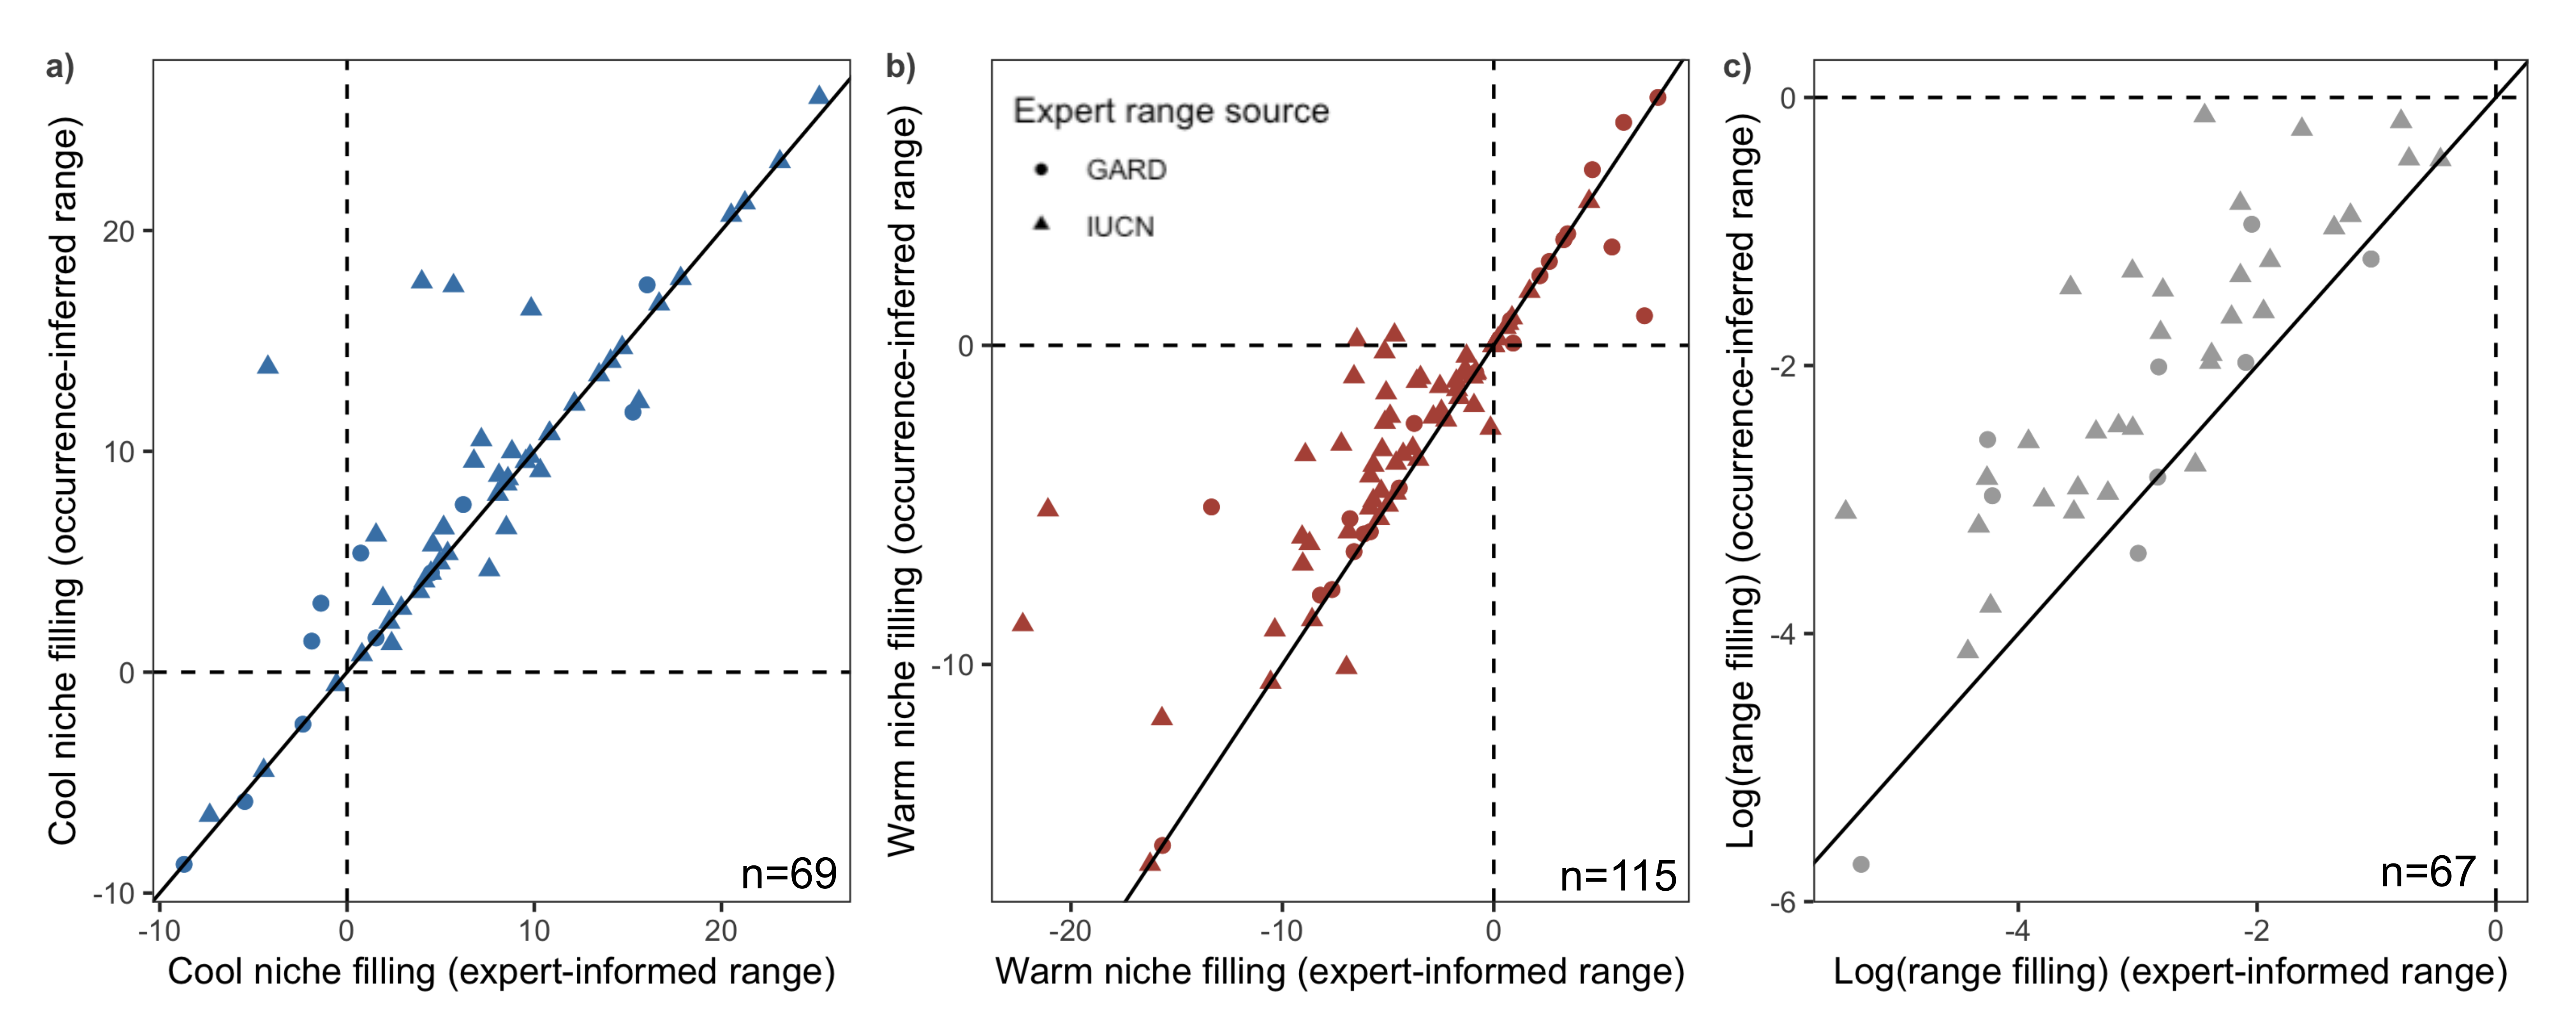 a)
Cool niche filling (occurrence-inferred range)
20
10
0
-10
-10 0 10 20
Cool niche filling (expert-informed range)
n=69
b)
Warm niche filling (occurrence-inferred range)
Expert range source
GARD
IUCN
0
-10
-20 -10 0
Warm niche filling (expert-informed range)
n=115
c)
Log(range filling) (occurrence-inferred range)
0
-2
-4
-6
-4 -2 0
Log(range filling) (expert-informed range)
n=67